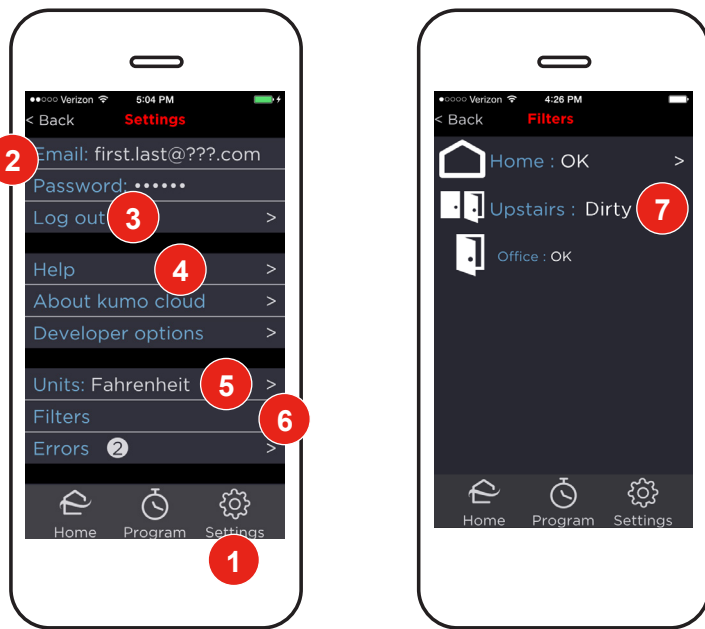 ●●○○○ Verizon 5:04 PM
< Back Settings
2
Email: first.last@???.com
Password: ••••••
Log out >
3
Help >
4
About kumo cloud >
Developer options >
Units: Fahrenheit >
5
Filters
6
Errors 2 >
Home Program Settings
1
●○○○○ Verizon 4:26 PM
< Back Filters
Home : OK >
Upstairs : Dirty
7
Office : OK
Home Program Settings